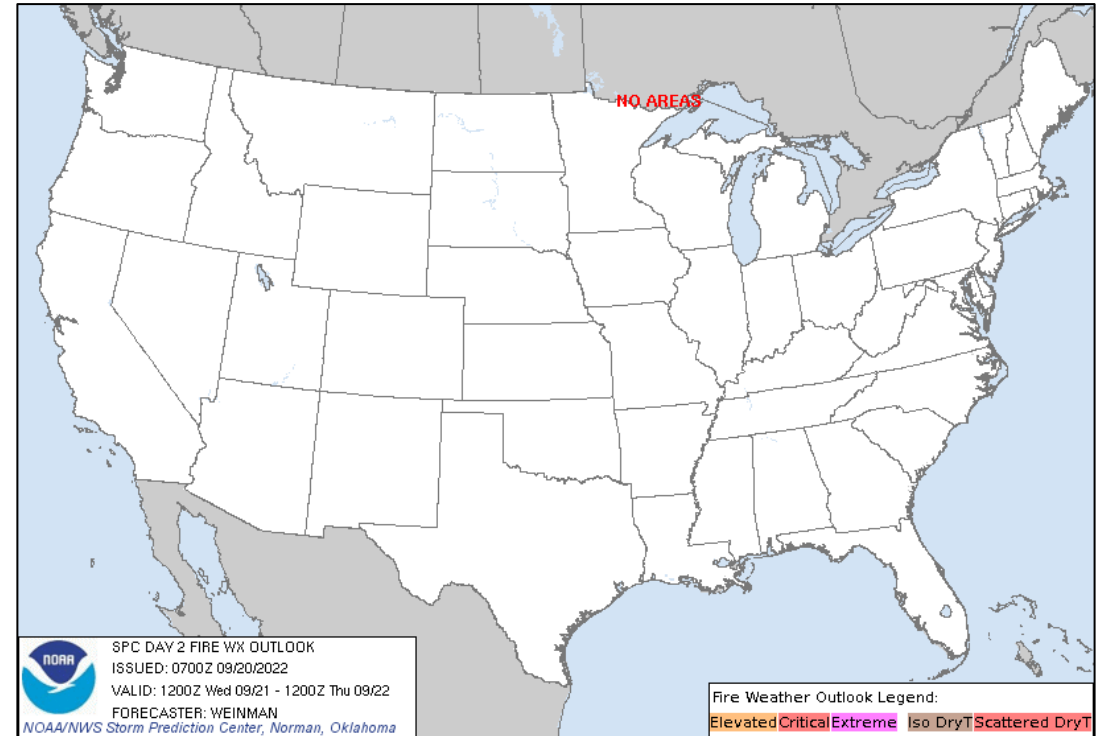 NO AREAS
NOAA
SPC DAY 2 FIRE WX OUTLOOK
ISSUED: 0700Z 09/20/2022
VALID: 1200Z Wed 09/21 - 1200Z Thu 09/22
FORECASTER: WEINMAN
NOAA/NWS Storm Prediction Center, Norman, Oklahoma
Fire Weather Outlook Legend:
Elevated Critical Extreme Iso DryT Scattered DryT